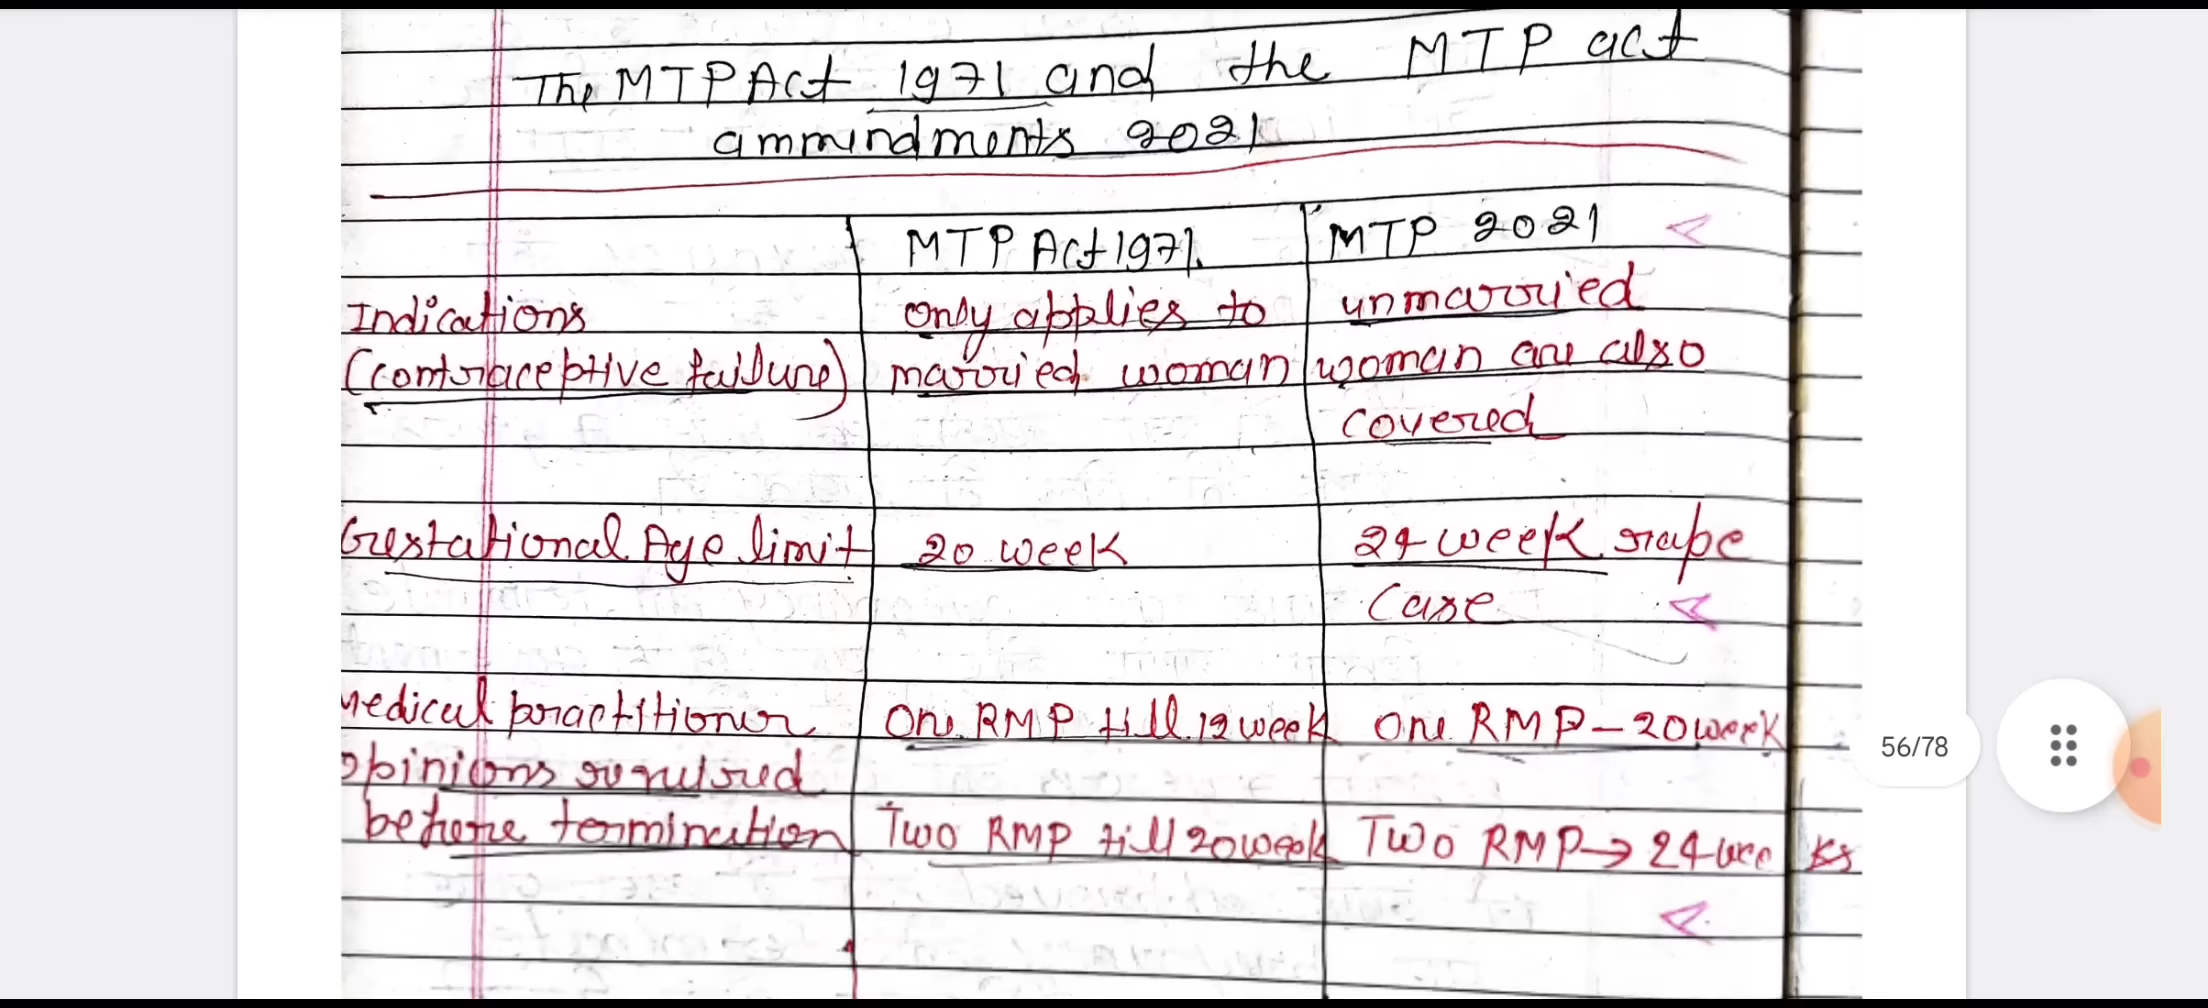 The MTP Act 1971 and the MTP act
ammindments 2021
MTP Act 1971. MTP 2021
Indications only applies to unmarried
(contraceptive failure) married woman woman are also
covered
Gestational Age limit 20 week 24 week rape
Case
Medical practitioner One RMP till 12 week One RMP - 20 week
opinions required
before termination Two RMP till 20 week Two RMP → 24 weeks
56/78